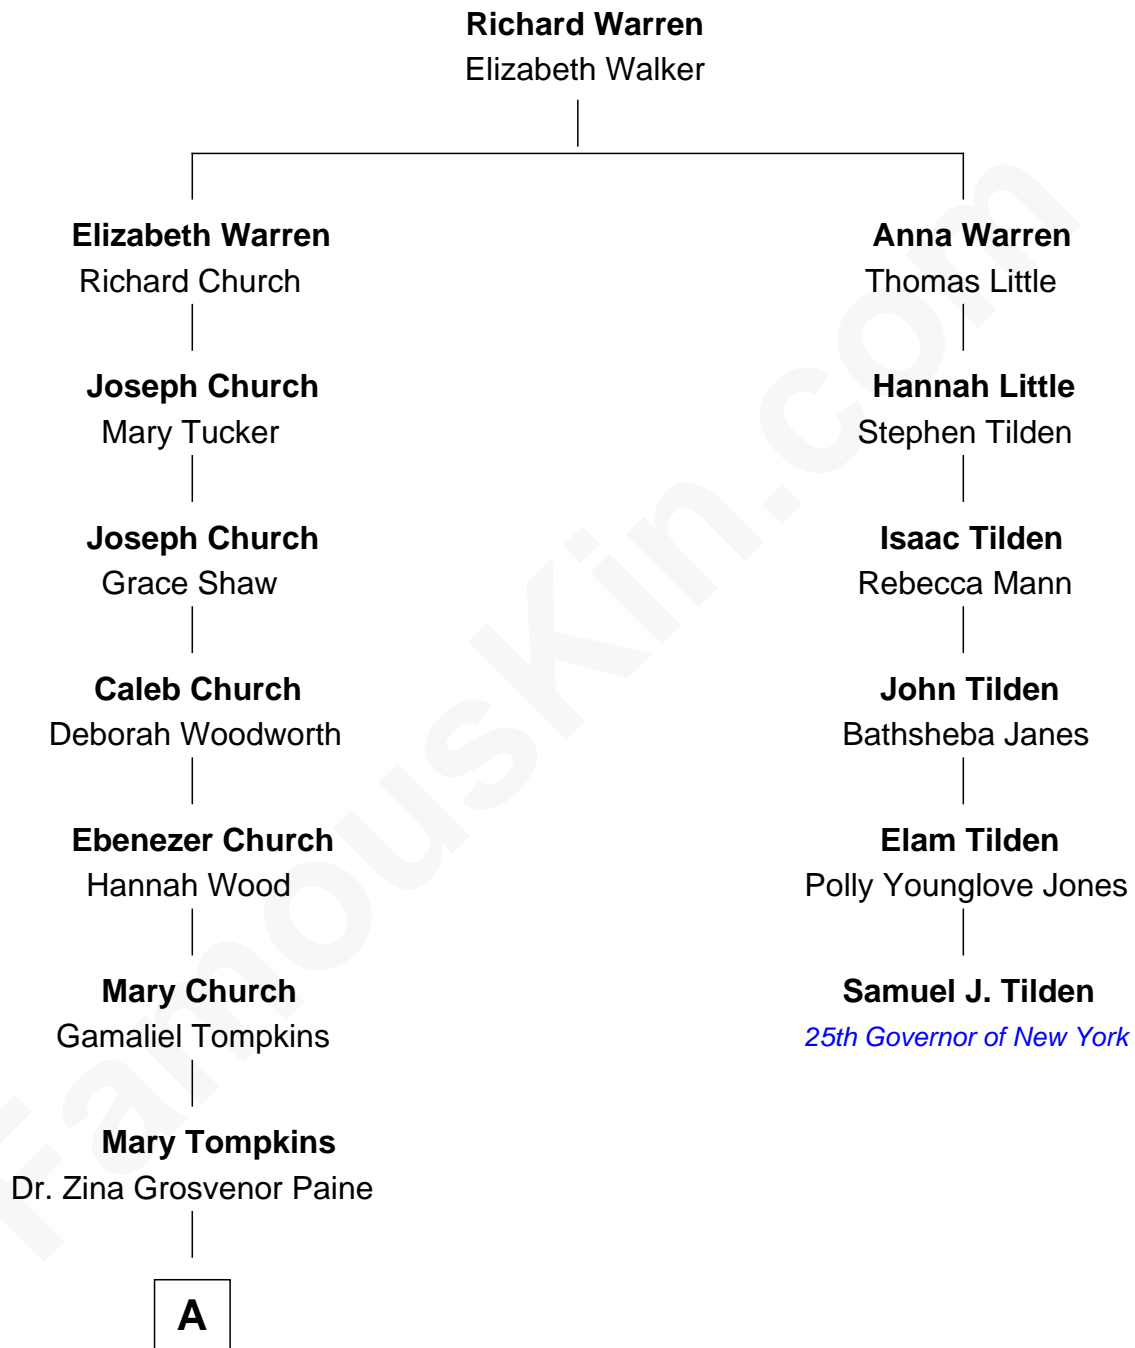 Richard Warren
Elizabeth Walker
Elizabeth Warren
Richard Church
Joseph Church
Mary Tucker
Joseph Church
Grace Shaw
Caleb Church
Deborah Woodworth
Ebenezer Church
Hannah Wood
Mary Church
Gamaliel Tompkins
Mary Tompkins
Dr. Zina Grosvenor Paine
A
Anna Warren
Thomas Little
Hannah Little
Stephen Tilden
Isaac Tilden
Rebecca Mann
John Tilden
Bathsheba Janes
Elam Tilden
Polly Younglove Jones
Samuel J. Tilden
25th Governor of New York
FamousKin.com